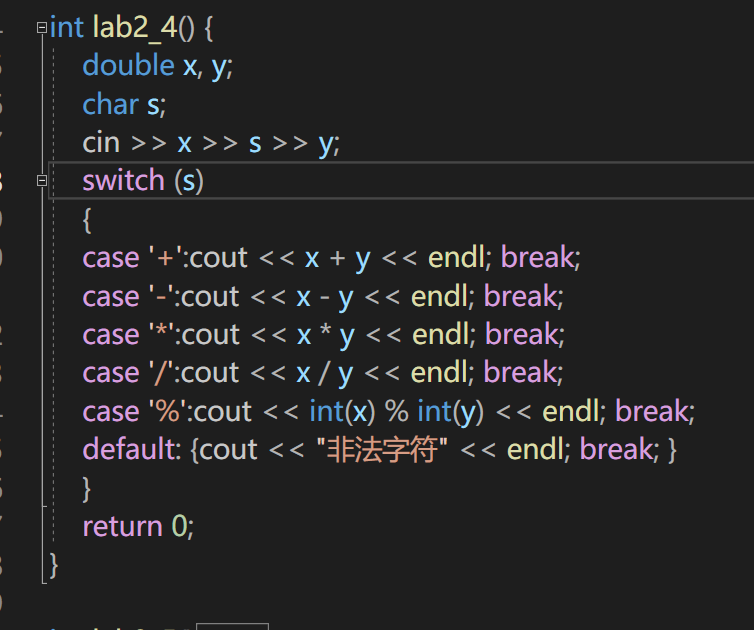 int lab2_4() {
double x, y;
char s;
cin >> x >> s >> y;
switch (s)
{
case '+':cout << x + y << endl; break;
case '-':cout << x - y << endl; break;
case '*':cout << x * y << endl; break;
case '/':cout << x / y << endl; break;
case '%':cout << int(x) % int(y) << endl; break;
default: {cout << "非法字符" << endl; break; }
}
return 0;
}